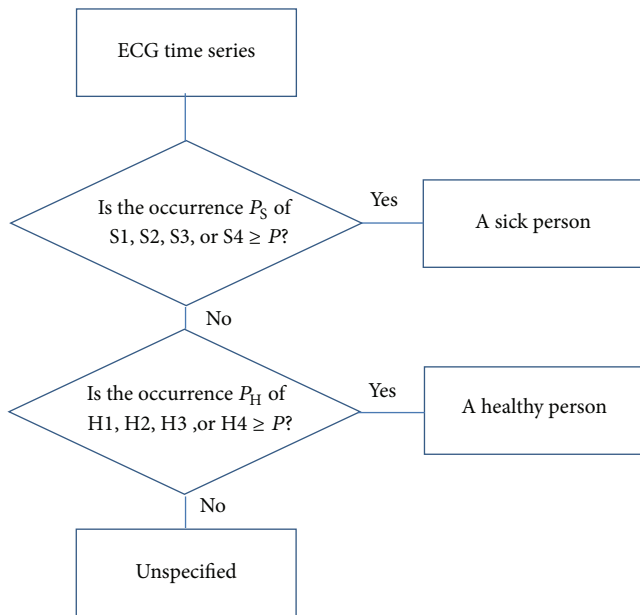 ECG time series
Is the occurrence P_S of
S1, S2, S3, or S4 ≥ P?
Yes
A sick person
No
Is the occurrence P_H of
H1, H2, H3 ,or H4 ≥ P?
Yes
A healthy person
No
Unspecified